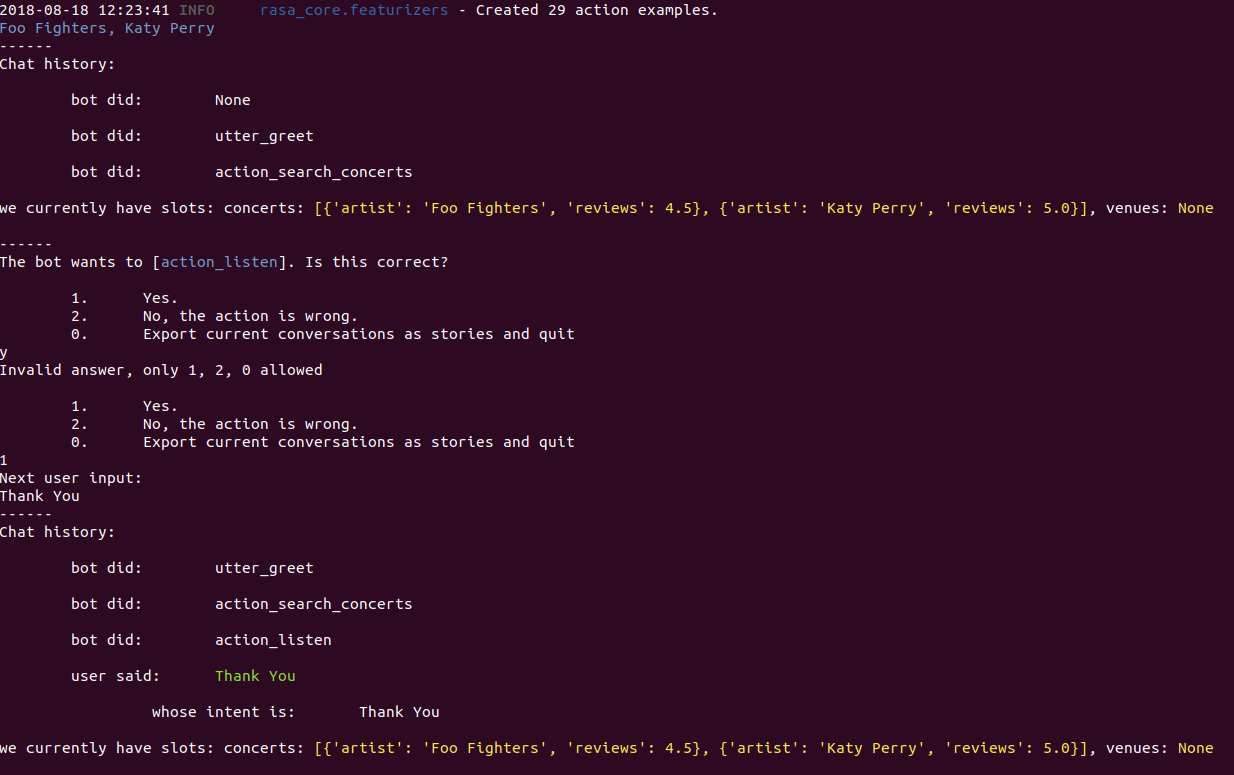 2018-08-18 12:23:41 INFO     rasa_core.featurizers - Created 29 action examples.
Foo Fighters, Katy Perry
------
Chat history:
bot did:        None
bot did:        utter_greet
bot did:        action_search_concerts
we currently have slots: concerts: [{'artist': 'Foo Fighters', 'reviews': 4.5}, {'artist': 'Katy Perry', 'reviews': 5.0}], venues: None
------
The bot wants to [action_listen]. Is this correct?
1.      Yes.
2.      No, the action is wrong.
0.      Export current conversations as stories and quit
y
Invalid answer, only 1, 2, 0 allowed
1.      Yes.
2.      No, the action is wrong.
0.      Export current conversations as stories and quit
1
Next user input:
Thank You
------
Chat history:
bot did:        utter_greet
bot did:        action_search_concerts
bot did:        action_listen
user said:      Thank You
whose intent is:       Thank You
we currently have slots: concerts: [{'artist': 'Foo Fighters', 'reviews': 4.5}, {'artist': 'Katy Perry', 'reviews': 5.0}], venues: None